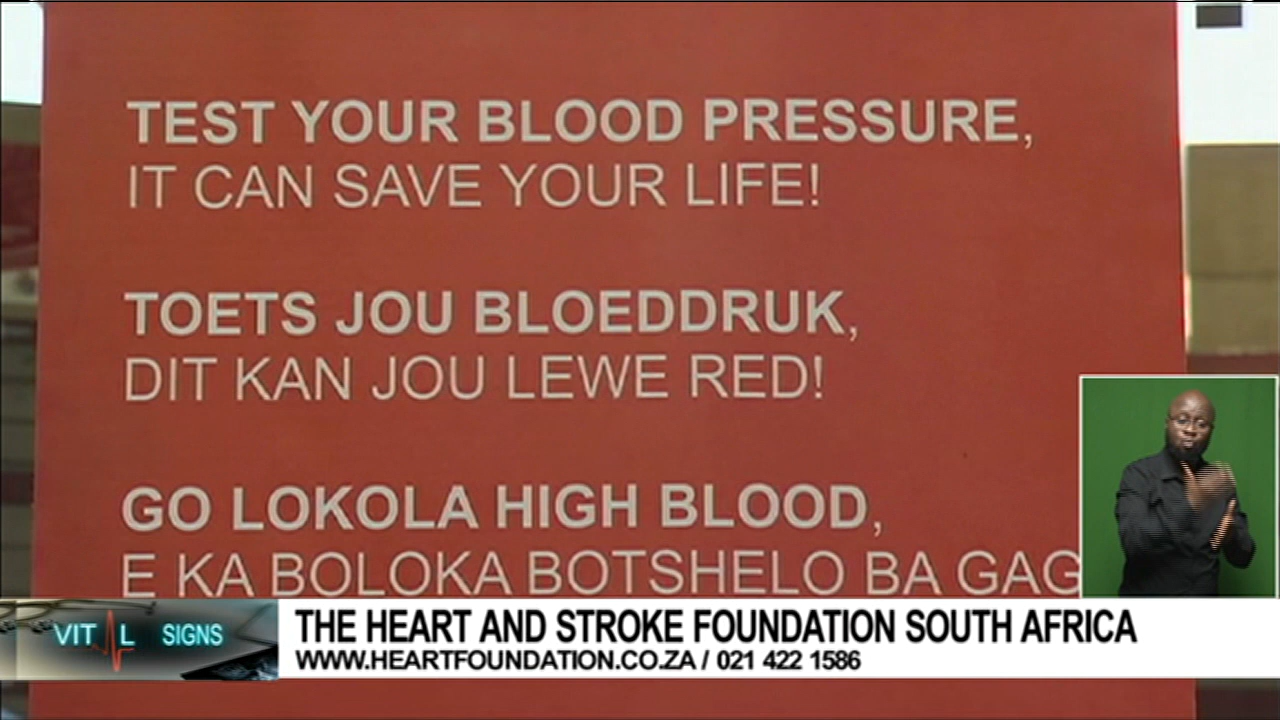 TEST YOUR BLOOD PRESSURE,
IT CAN SAVE YOUR LIFE!
TOETS JOU BLOEDDRUK,
DIT KAN JOU LEWE RED!
GO LOKOLA HIGH BLOOD,
E KA BOLOKA BOTSHELO BA GAG
VITAL SIGNS
THE HEART AND STROKE FOUNDATION SOUTH AFRICA
WWW.HEARTFOUNDATION.CO.ZA / 021 422 1586